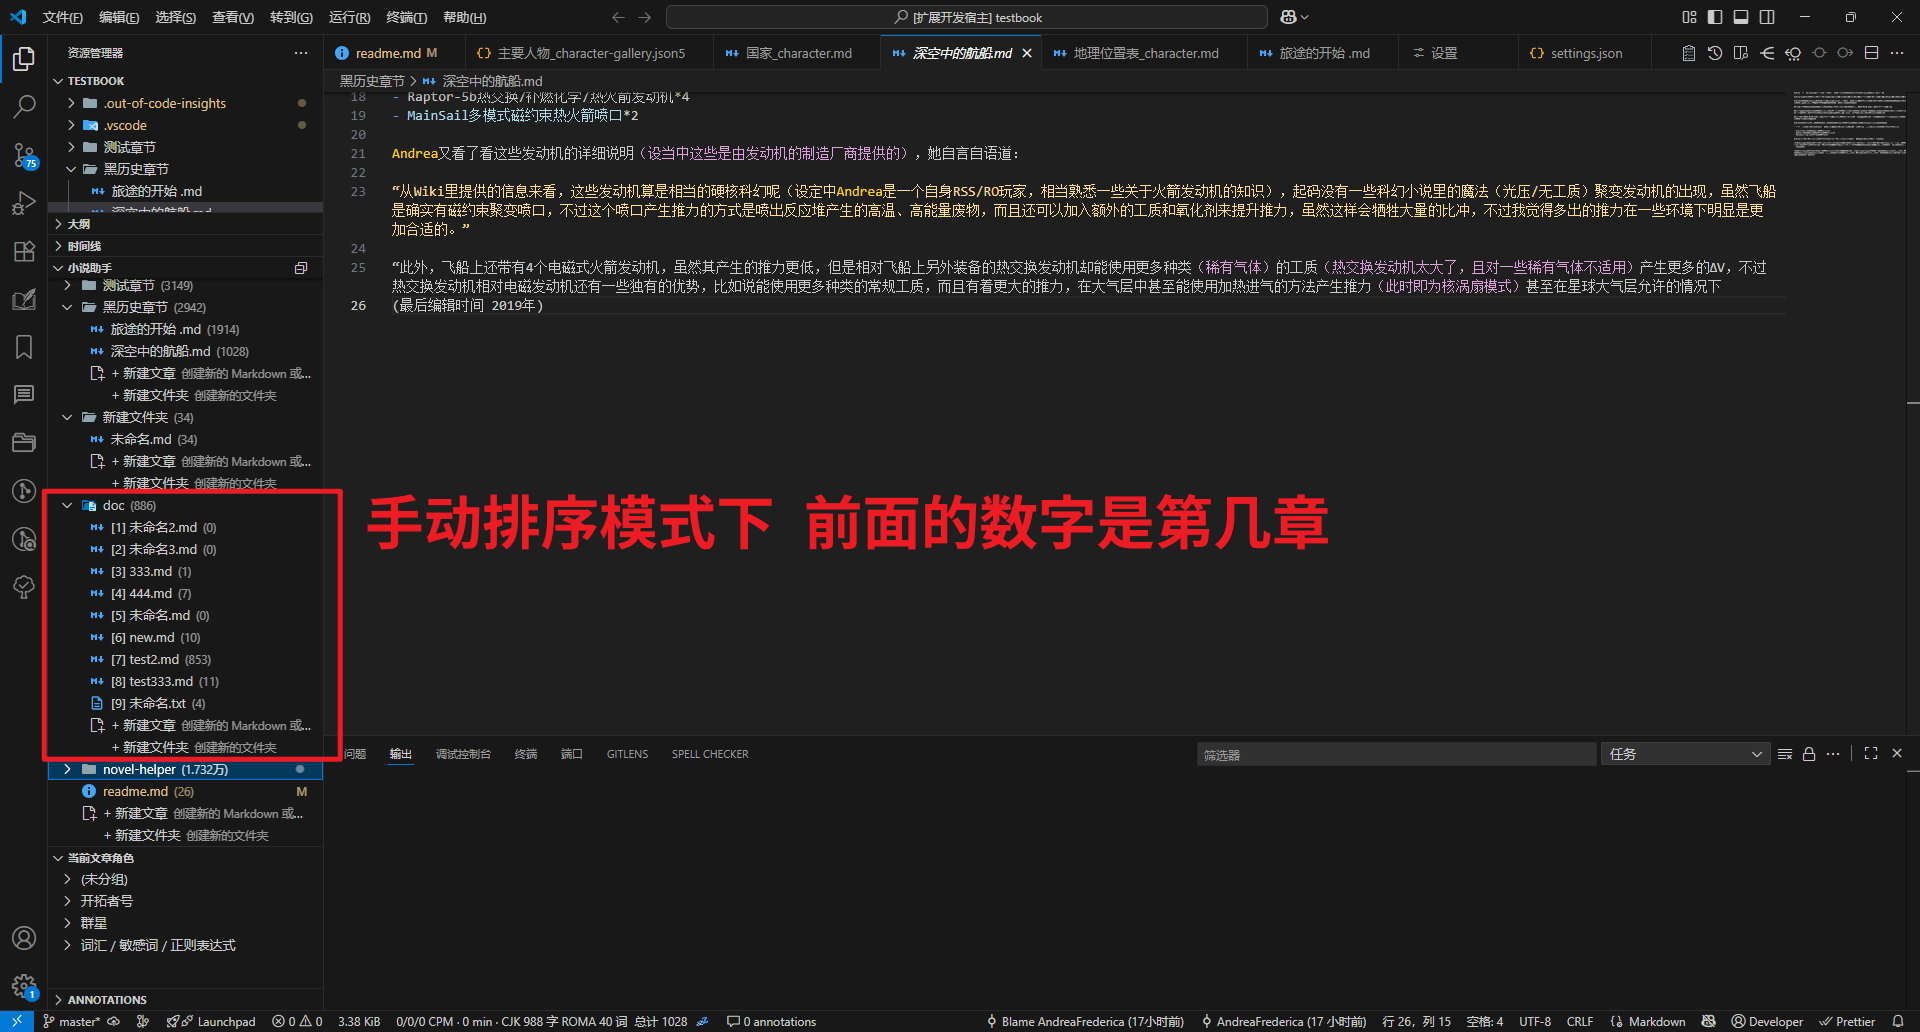 文件(F) 编辑(E) 选择(S) 查看(V) 转到(G) 运行(R) 终端(T) 帮助(H)
[扩展开发宿主] testbook
资源管理器
readme.md M
主要人物_character-gallery.json5
国家_character.md
深空中的航船.md
地理位置表_character.md
旅途的开始 .md
设置
settings.json
黑历史章节 > 深空中的航船.md
TESTBOOK
.out-of-code-insights
.vscode
测试章节
黑历史章节
旅途的开始 .md
深空中的航船.md
大纲
时间线
小说助手
测试章节 (3149)
黑历史章节 (2942)
旅途的开始 .md (1914)
深空中的航船.md (1028)
+ 新建文章 创建新的 Markdown 或...
+ 新建文件夹 创建新的文件夹
新建文件夹 (34)
未命名.md (34)
+ 新建文章 创建新的 Markdown 或...
+ 新建文件夹 创建新的文件夹
doc (886)
[1] 未命名2.md (0)
[2] 未命名3.md (0)
[3] 333.md (1)
[4] 444.md (7)
[5] 未命名.md (0)
[6] new.md (10)
[7] test2.md (853)
[8] test333.md (11)
[9] 未命名.txt (4)
+ 新建文章 创建新的 Markdown 或...
+ 新建文件夹 创建新的文件夹
novel-helper (1.732万)
readme.md (26) M
+ 新建文章 创建新的 Markdown 或...
+ 新建文件夹 创建新的文件夹
当前文章角色
(未分组)
开拓者号
群星
词汇 / 敏感词 / 正则表达式
ANNOTATIONS
75
1
18 - Raptor-5b热交换/补燃化学/热火箭发动机*4
19 - MainSail多模式磁约束热火箭喷口*2
20
21 Andrea又看了看这些发动机的详细说明（设当中这些是由发动机的制造厂商提供的），她自言自语道：
22
23 “从Wiki里提供的信息来看，这些发动机算是相当的硬核科幻呢（设定中Andrea是一个自身RSS/RO玩家，相当熟悉一些关于火箭发动机的知识），起码没有一些科幻小说里的魔法（光压/无工质）聚变发动机的出现，虽然飞船
是确实有磁约束聚变喷口，不过这个喷口产生推力的方式是喷出反应堆产生的高温、高能量废物，而且还可以加入额外的工质和氧化剂来提升推力，虽然这样会牺牲大量的比冲，不过我觉得多出的推力在一些环境下明显是更
加合适的。”
24
25 “此外，飞船上还带有4个电磁式火箭发动机，虽然其产生的推力更低，但是相对飞船上另外装备的热交换发动机却能使用更多种类（稀有气体）的工质（热交换发动机太大了，且对一些稀有气体不适用）产生更多的ΔV，不过
热交换发动机相对电磁发动机还有一些独有的优势，比如说能使用更多种类的常规工质，而且有着更大的推力，在大气层中甚至能使用加热进气的方法产生推力（此时即为核涡扇模式）甚至在星球大气层允许的情况下
26 (最后编辑时间 2019年)
手动排序模式下 前面的数字是第几章
问题 输出 调试控制台 终端 端口 GITLENS SPELL CHECKER
筛选器
任务
master* Launchpad 0 0 3.38 KiB 0/0/0 CPM · 0 min · CJK 988 字 ROMA 40 词 总计 1028 0 annotations
Blame AndreaFrederica (17小时前) AndreaFrederica (17 小时前) 行 26，列 15 空格: 4 UTF-8 CRLF Markdown Developer Prettier